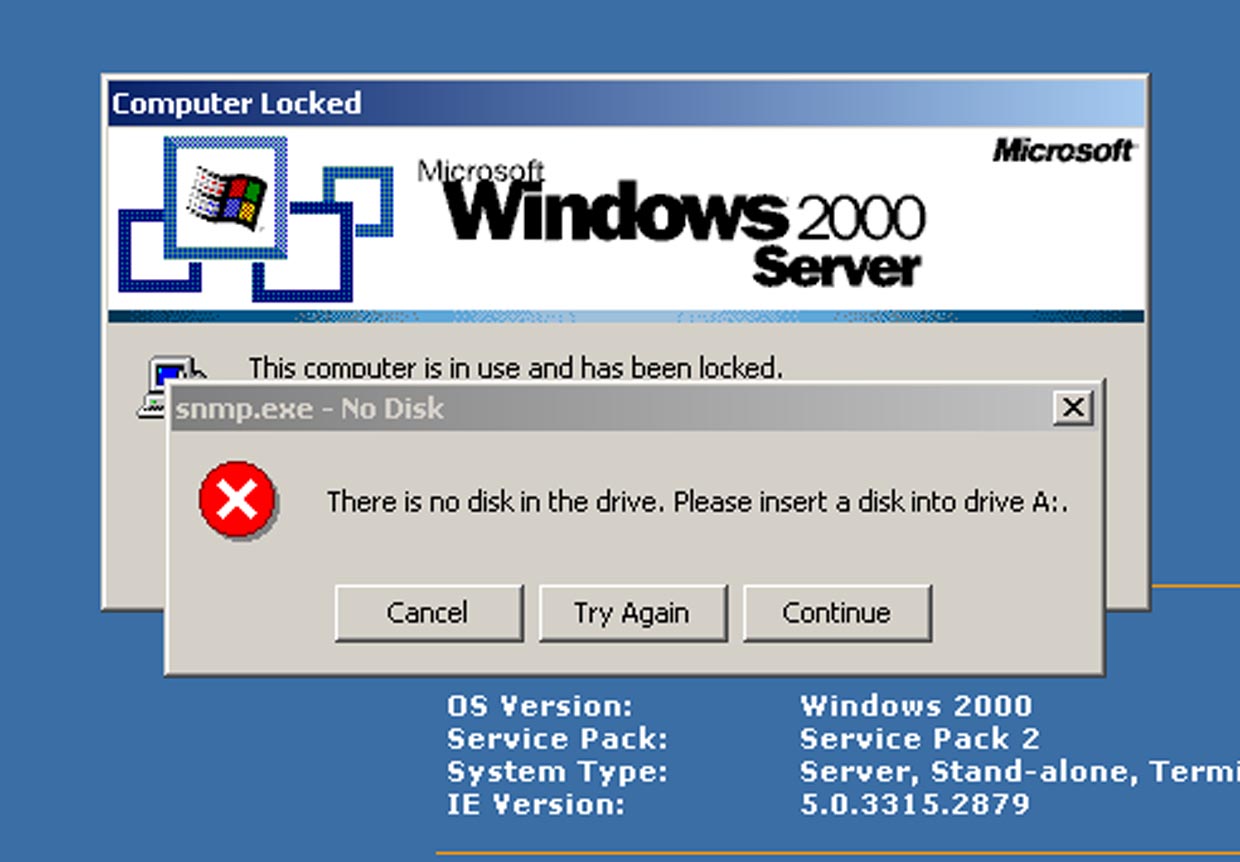 Computer Locked
Microsoft
Microsoft
Windows 2000
Server
This computer is in use and has been locked.
snmp.exe - No Disk
There is no disk in the drive. Please insert a disk into drive A:.
Cancel Try Again Continue
OS Version: Windows 2000
Service Pack: Service Pack 2
System Type: Server, Stand-alone, Termi
IE Version: 5.0.3315.2879